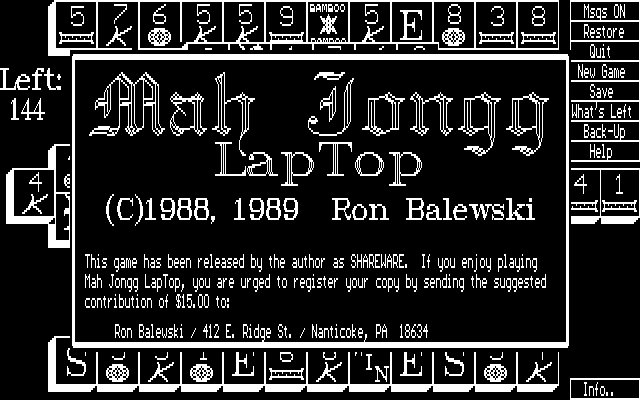 5 7 6 5 5 9 BAMBOO BAMBOO 5 E 8 3 8
Msgs ON
Restore
Quit
New Game
Save
What's Left
Back-Up
Help
Left:
144
Mah Jongg
LapTop
(C)1988, 1989 Ron Balewski
4
4 1
This game has been released by the author as SHAREWARE. If you enjoy playing
Mah Jongg LapTop, you are urged to register your copy by sending the suggested
contribution of $15.00 to:
Ron Balewski / 412 E. Ridge St. / Nanticoke, PA 18634
S E E S
Info..